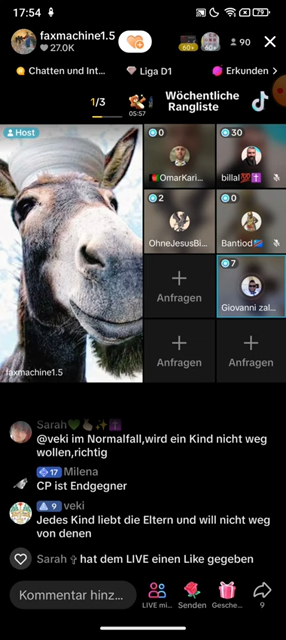 17:54
79
faxmachine1.5
27.0K
60+
60+
90
Chatten und Int...
Liga D1
Erkunden
1/3
05:57
Wöchentliche
Rangliste
Host
0
30
OmarKari...
billal💯✝️
2
0
OhneJesusBi...
Bantiod
7
Anfragen
Giovanni zal...
faxmachine1.5
Anfragen
Anfragen
Sarah
@veki im Normalfall,wird ein Kind nicht weg
wollen,richtig
17 Milena
CP ist Endgegner
9 veki
Jedes Kind liebt die Eltern und will nicht weg
von denen
Sarah ✞ hat dem LIVE einen Like gegeben
Kommentar hinz...
LIVE mi...
Senden
Gesche...
9